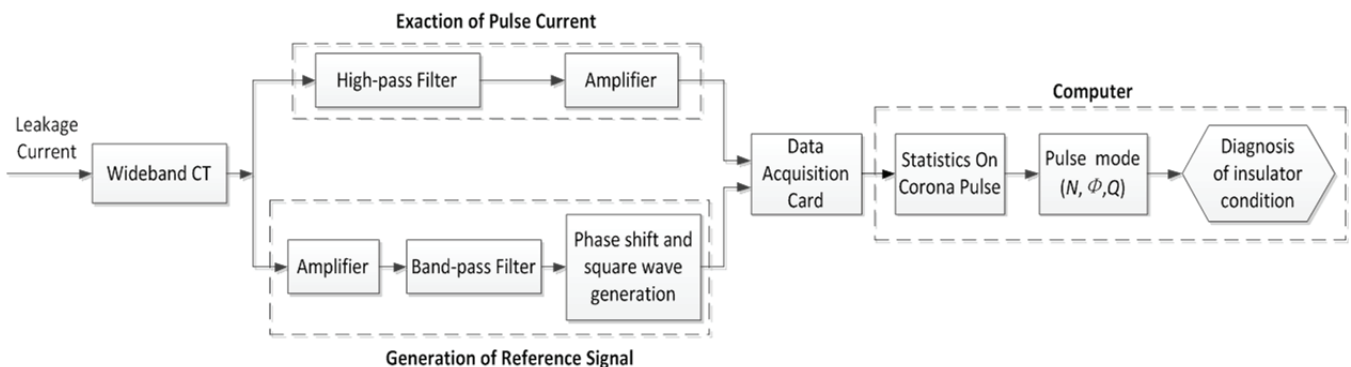 Exaction of Pulse Current
High-pass Filter
Amplifier
Leakage
Current
Wideband CT
Amplifier
Band-pass Filter
Phase shift and
square wave
generation
Generation of Reference Signal
Data
Acquisition
Card
Computer
Statistics On
Corona Pulse
Pulse mode
(N, Φ,Q)
Diagnosis
of insulator
condition